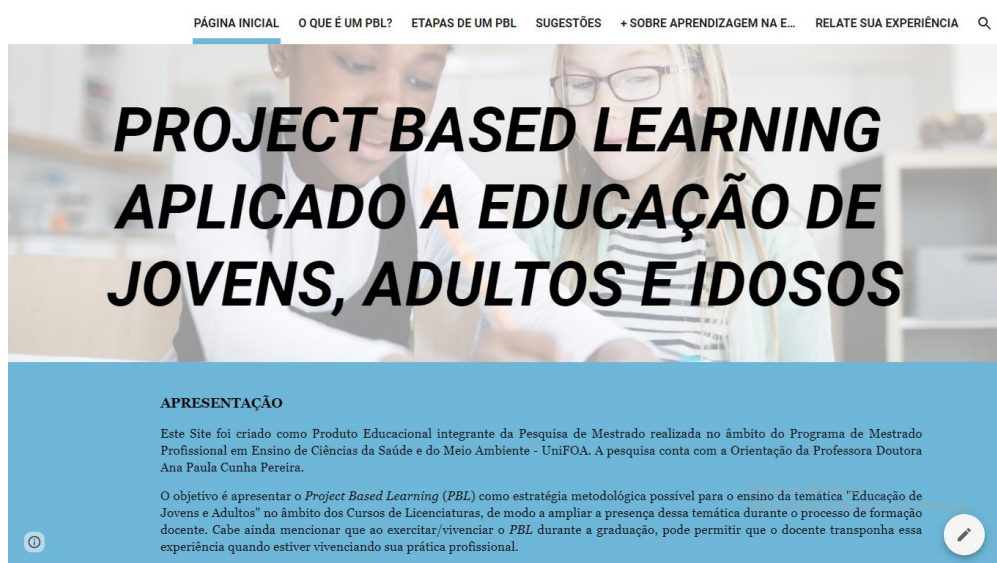 PÁGINA INICIAL O QUE É UM PBL? ETAPAS DE UM PBL SUGESTÕES + SOBRE APRENDIZAGEM NA E... RELATE SUA EXPERIÊNCIA
PROJECT BASED LEARNING
APLICADO A EDUCAÇÃO DE
JOVENS, ADULTOS E IDOSOS
APRESENTAÇÃO
Este Site foi criado como Produto Educacional integrante da Pesquisa de Mestrado realizada no âmbito do Programa de Mestrado
Profissional em Ensino de Ciências da Saúde e do Meio Ambiente - UniFOA. A pesquisa conta com a Orientação da Professora Doutora
Ana Paula Cunha Pereira.
O objetivo é apresentar o Project Based Learning (PBL) como estratégia metodológica possível para o ensino da temática "Educação de
Jovens e Adultos" no âmbito dos Cursos de Licenciaturas, de modo a ampliar a presença dessa temática durante o processo de formação
docente. Cabe ainda mencionar que ao exercitar/vivenciar o PBL durante a graduação, pode permitir que o docente transponha essa
experiência quando estiver vivenciando sua prática profissional.